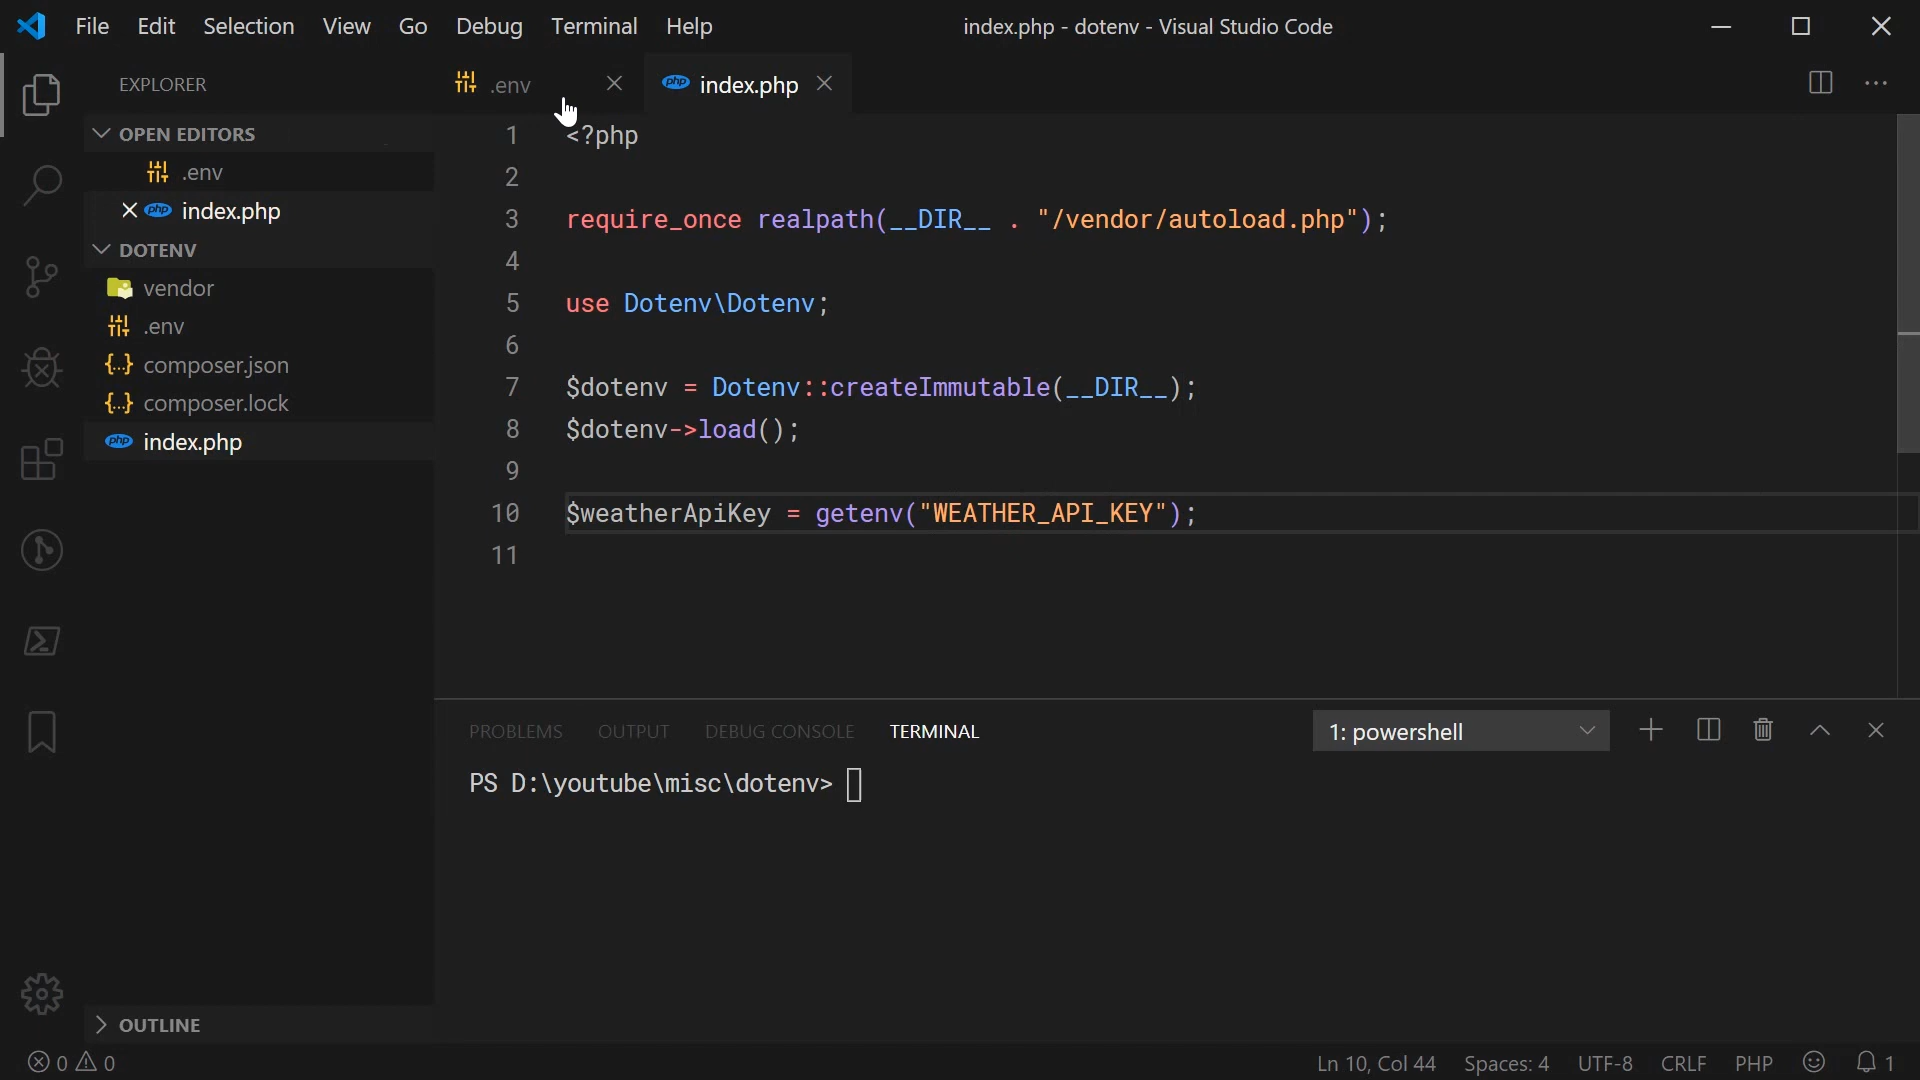 File Edit Selection View Go Debug Terminal Help index.php - dotenv - Visual Studio Code
EXPLORER
OPEN EDITORS
.env
index.php
DOTENV
vendor
.env
composer.json
composer.lock
php index.php
OUTLINE
.env php index.php
1 <?php
2
3 require_once realpath(__DIR__ . "/vendor/autoload.php");
4
5 use Dotenv\Dotenv;
6
7 $dotenv = Dotenv::createImmutable(__DIR__);
8 $dotenv->load();
9
10 $weatherApiKey = getenv("WEATHER_API_KEY");
11
PROBLEMS OUTPUT DEBUG CONSOLE TERMINAL 1: powershell
PS D:\youtube\misc\dotenv>
0 0 Ln 10, Col 44 Spaces: 4 UTF-8 CRLF PHP 1